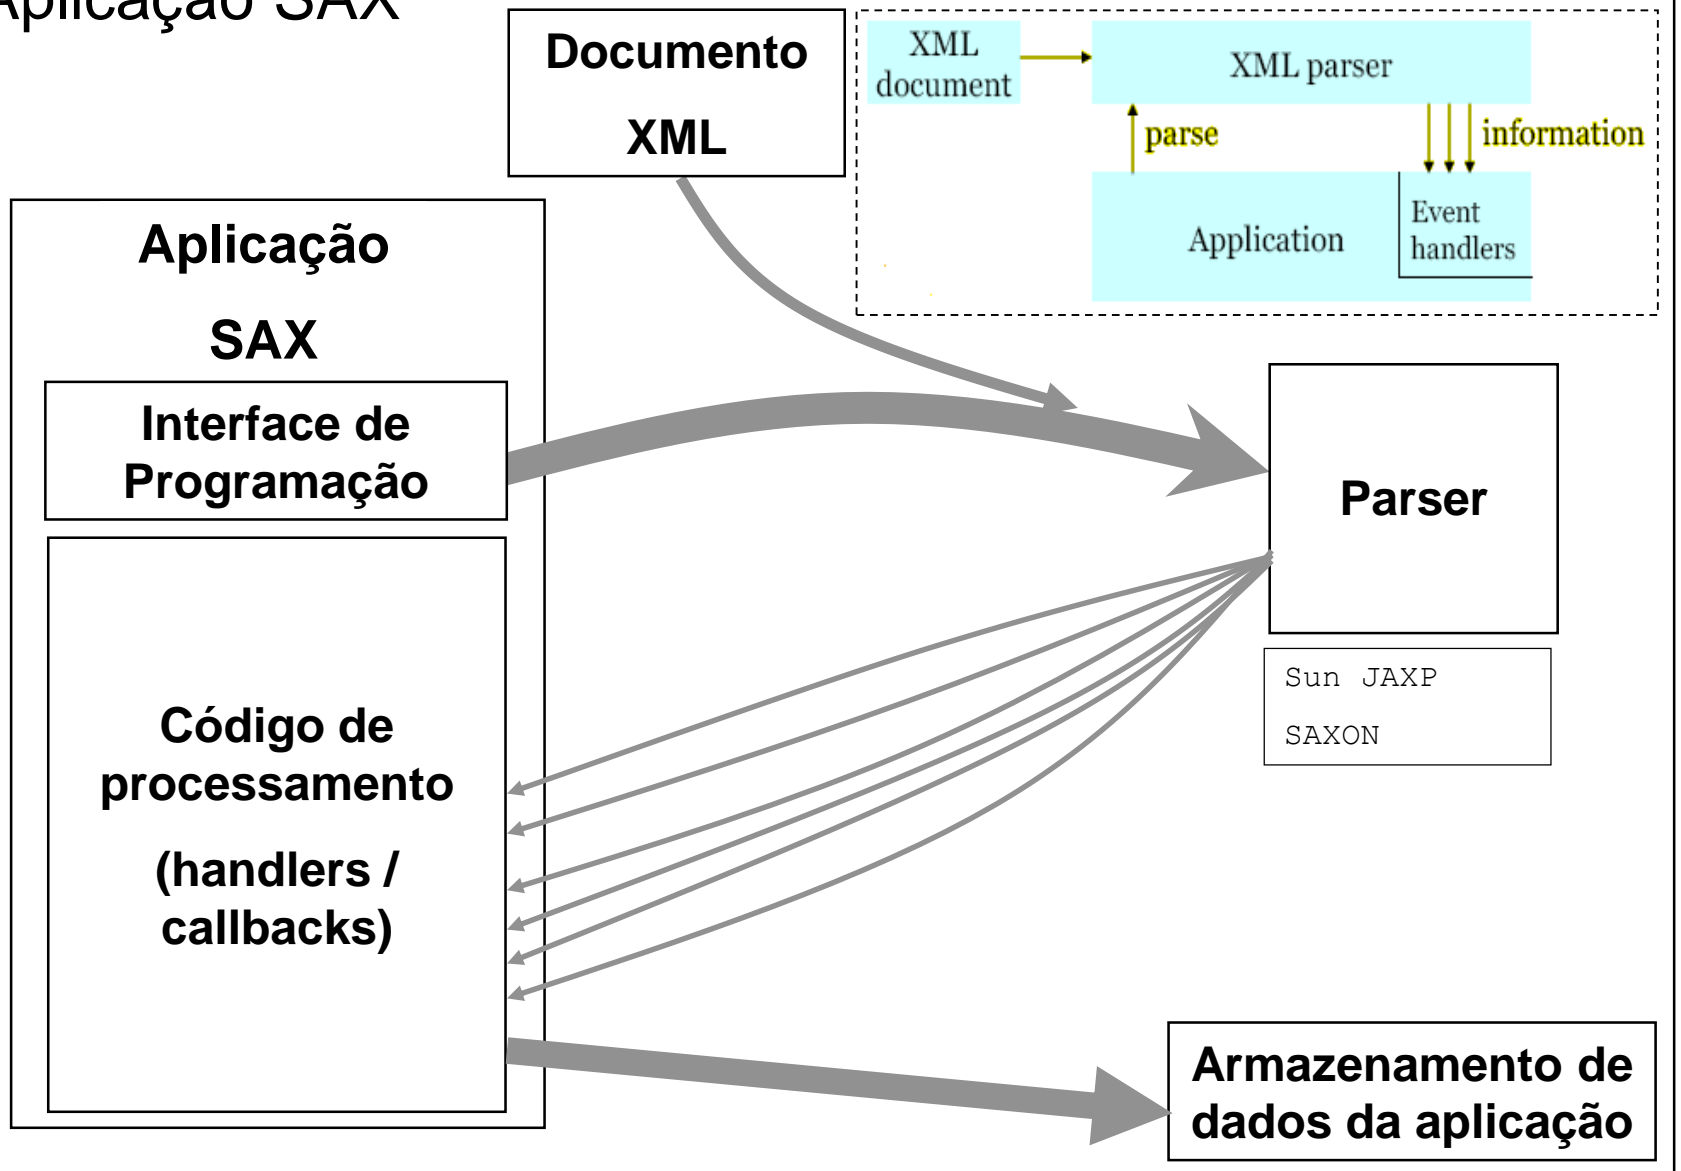 Aplicação SAX
Documento
XML
XML
document
XML parser
parse
information
Application
Event
handlers
Aplicação
SAX
Interface de
Programação
Parser
Sun JAXP
SAXON
Código de
processamento
(handlers /
callbacks)
Armazenamento de
dados da aplicação